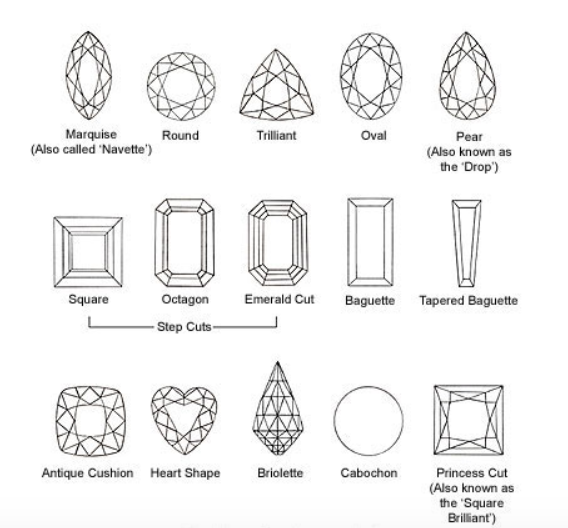 Marquise
(Also called 'Navette')
Round
Trilliant
Oval
Pear
(Also known as
the 'Drop')
Square
Octagon
Emerald Cut
Baguette
Tapered Baguette
Step Cuts
Antique Cushion
Heart Shape
Briolette
Cabochon
Princess Cut
(Also known as
the 'Square
Brilliant')